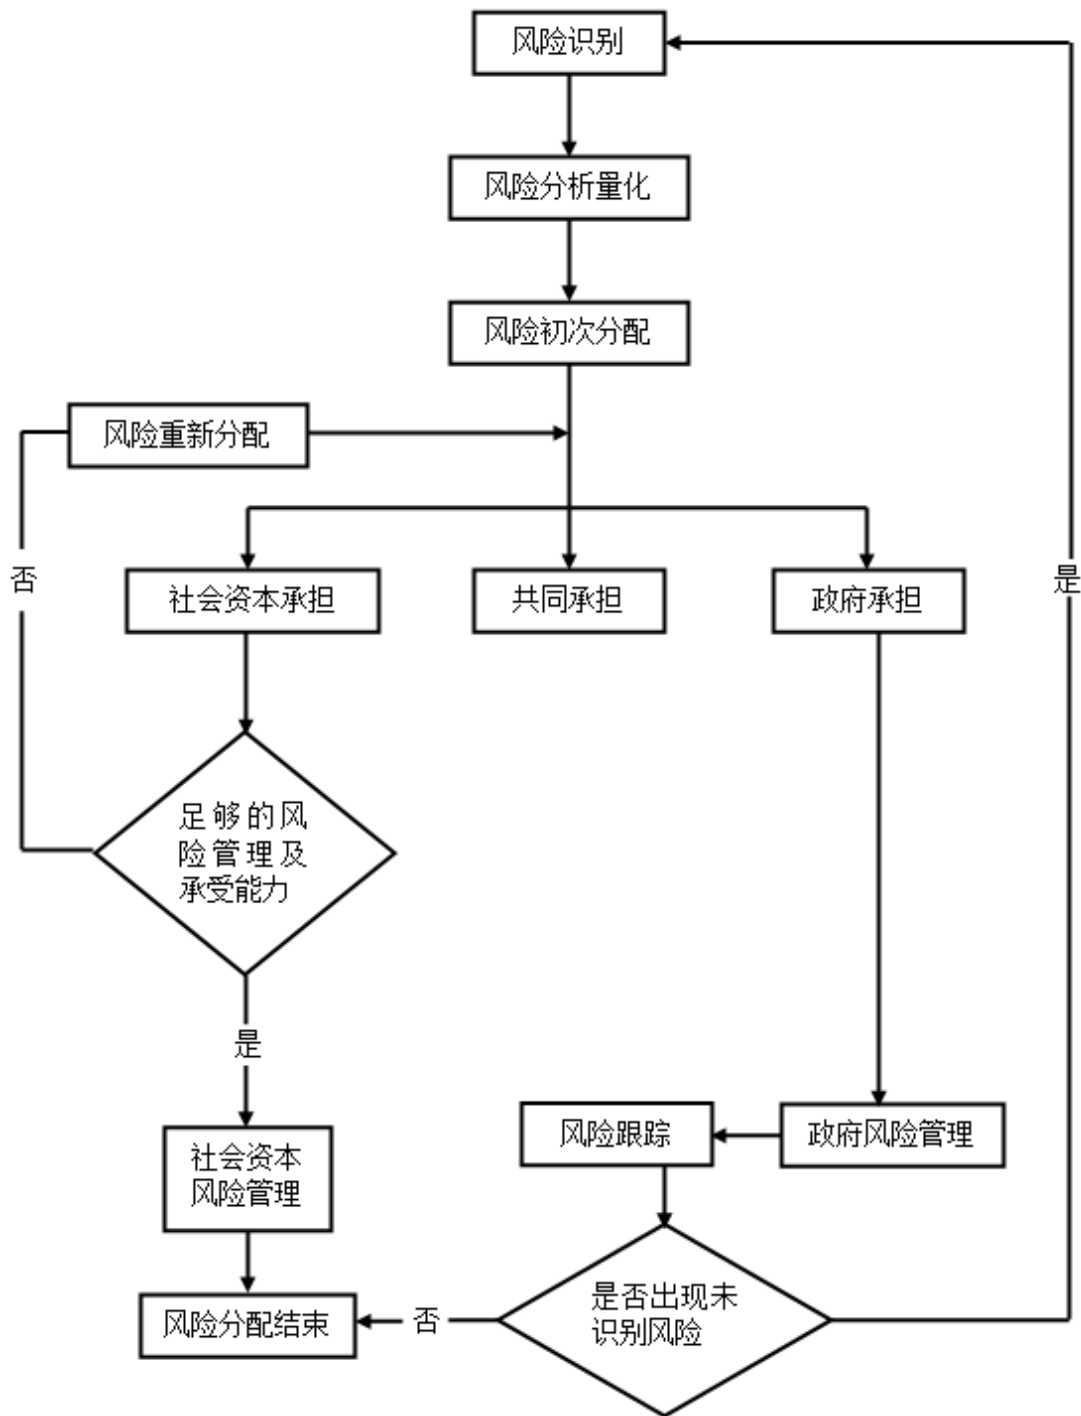 风险识别
风险分析量化
风险初次分配
风险重新分配
否
是
社会资本承担
共同承担
政府承担
足够的风
险管理及
承受能力
是
风险跟踪
政府风险管理
社会资本
风险管理
是否出现未
识别风险
否
风险分配结束